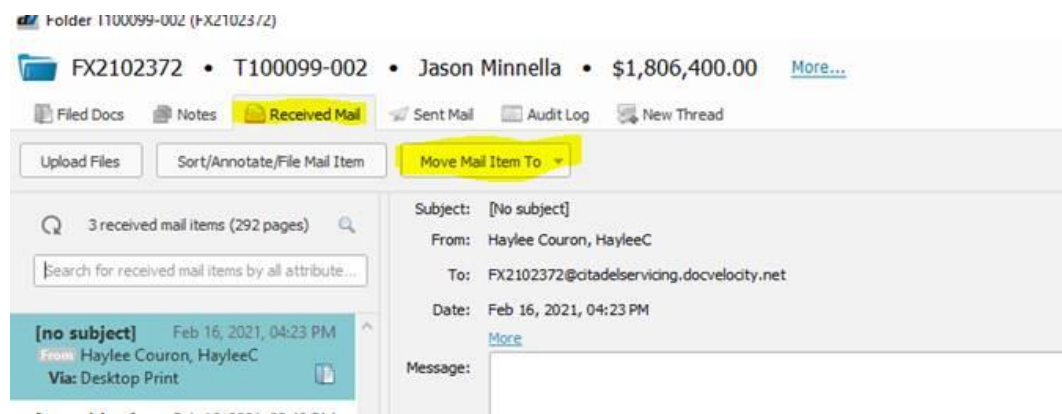 Folder T100099-002 (FX2102372)
FX2102372 • T100099-002 • Jason Minnella • $1,806,400.00 More...
Filed Docs Notes Received Mail Sent Mail Audit Log New Thread
Upload Files Sort/Annotate/File Mail Item Move Mail Item To
3 received mail items (292 pages)
Search for received mail items by all attribute...
[no subject] Feb 16, 2021, 04:23 PM
From Haylee Couron, HayleeC
Via: Desktop Print
Subject: [No subject]
From: Haylee Couron, HayleeC
To: FX2102372@citadelservicing.docvelocity.net
Date: Feb 16, 2021, 04:23 PM
More
Message: